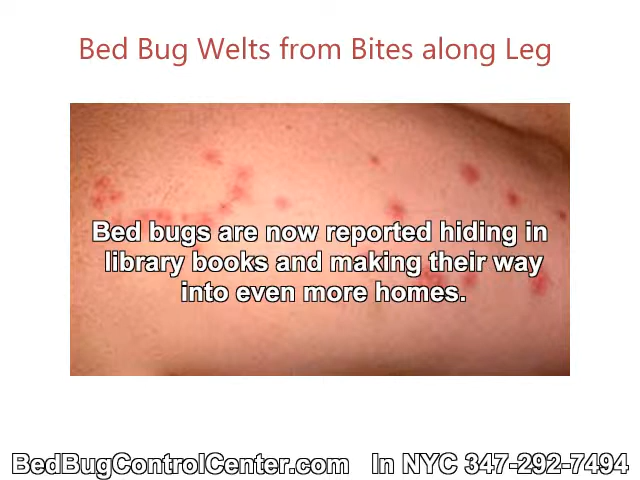 Bed Bug Welts from Bites along Leg
Bed bugs are now reported hiding in
library books and making their way
into even more homes.
BedBugControlCenter.com   In NYC 347-292-7494